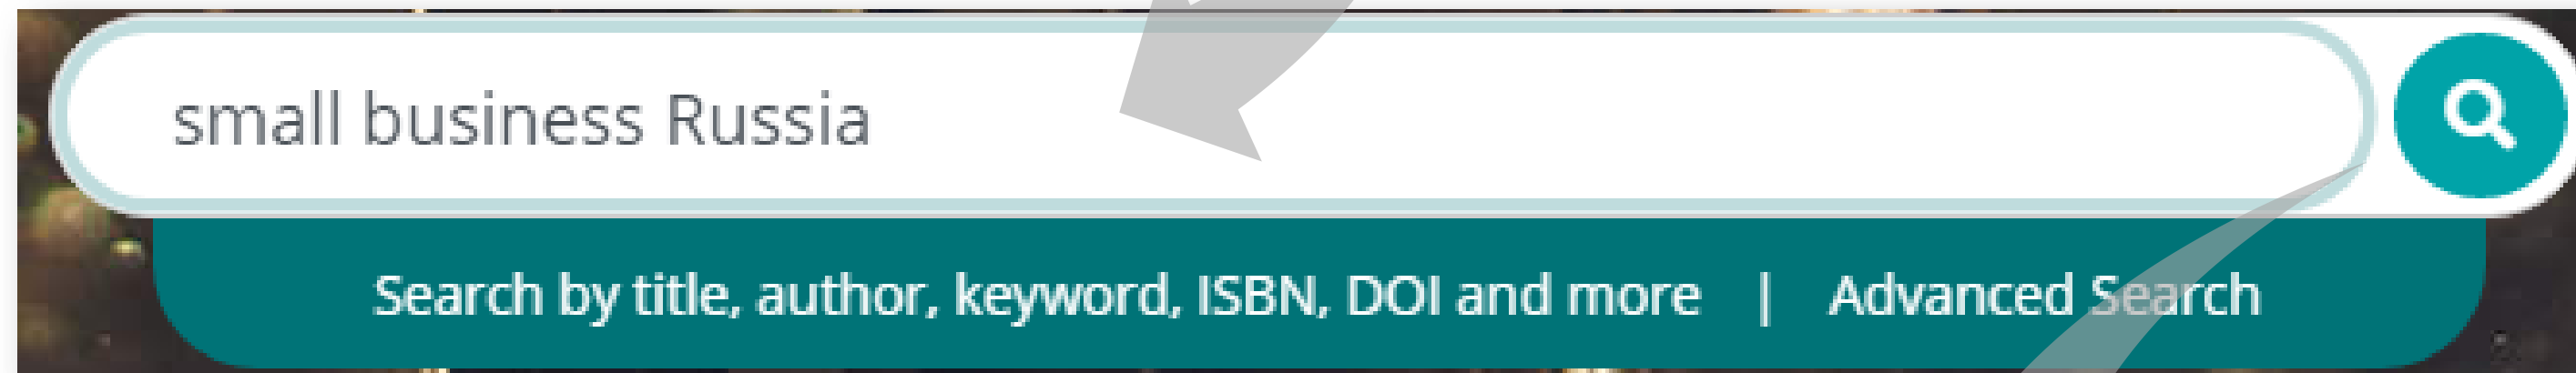 small business Russia
Search by title, author, keyword, ISBN, DOI and more | Advanced Search